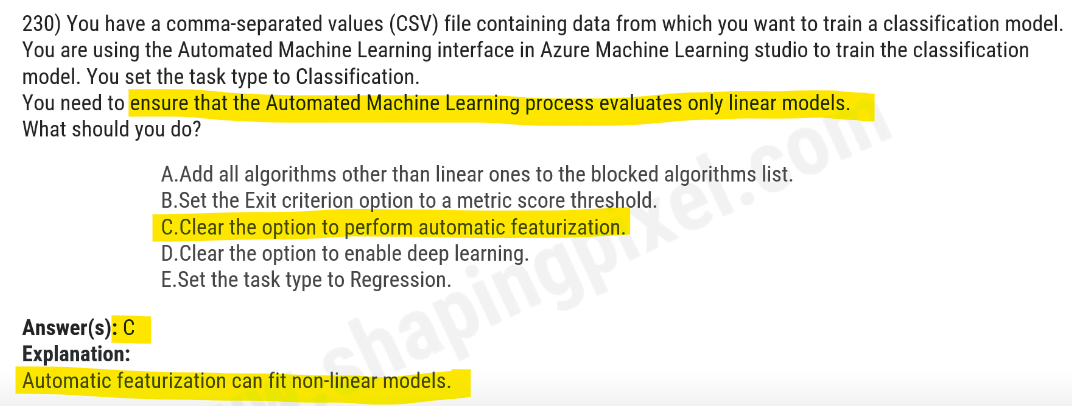 230) You have a comma-separated values (CSV) file containing data from which you want to train a classification model.
You are using the Automated Machine Learning interface in Azure Machine Learning studio to train the classification
model. You set the task type to Classification.
You need to ensure that the Automated Machine Learning process evaluates only linear models.
What should you do?
A.Add all algorithms other than linear ones to the blocked algorithms list.
B.Set the Exit criterion option to a metric score threshold.
C.Clear the option to perform automatic featurization.
D.Clear the option to enable deep learning.
E.Set the task type to Regression.
Answer(s): C
Explanation:
Automatic featurization can fit non-linear models.
shapingpixel.com